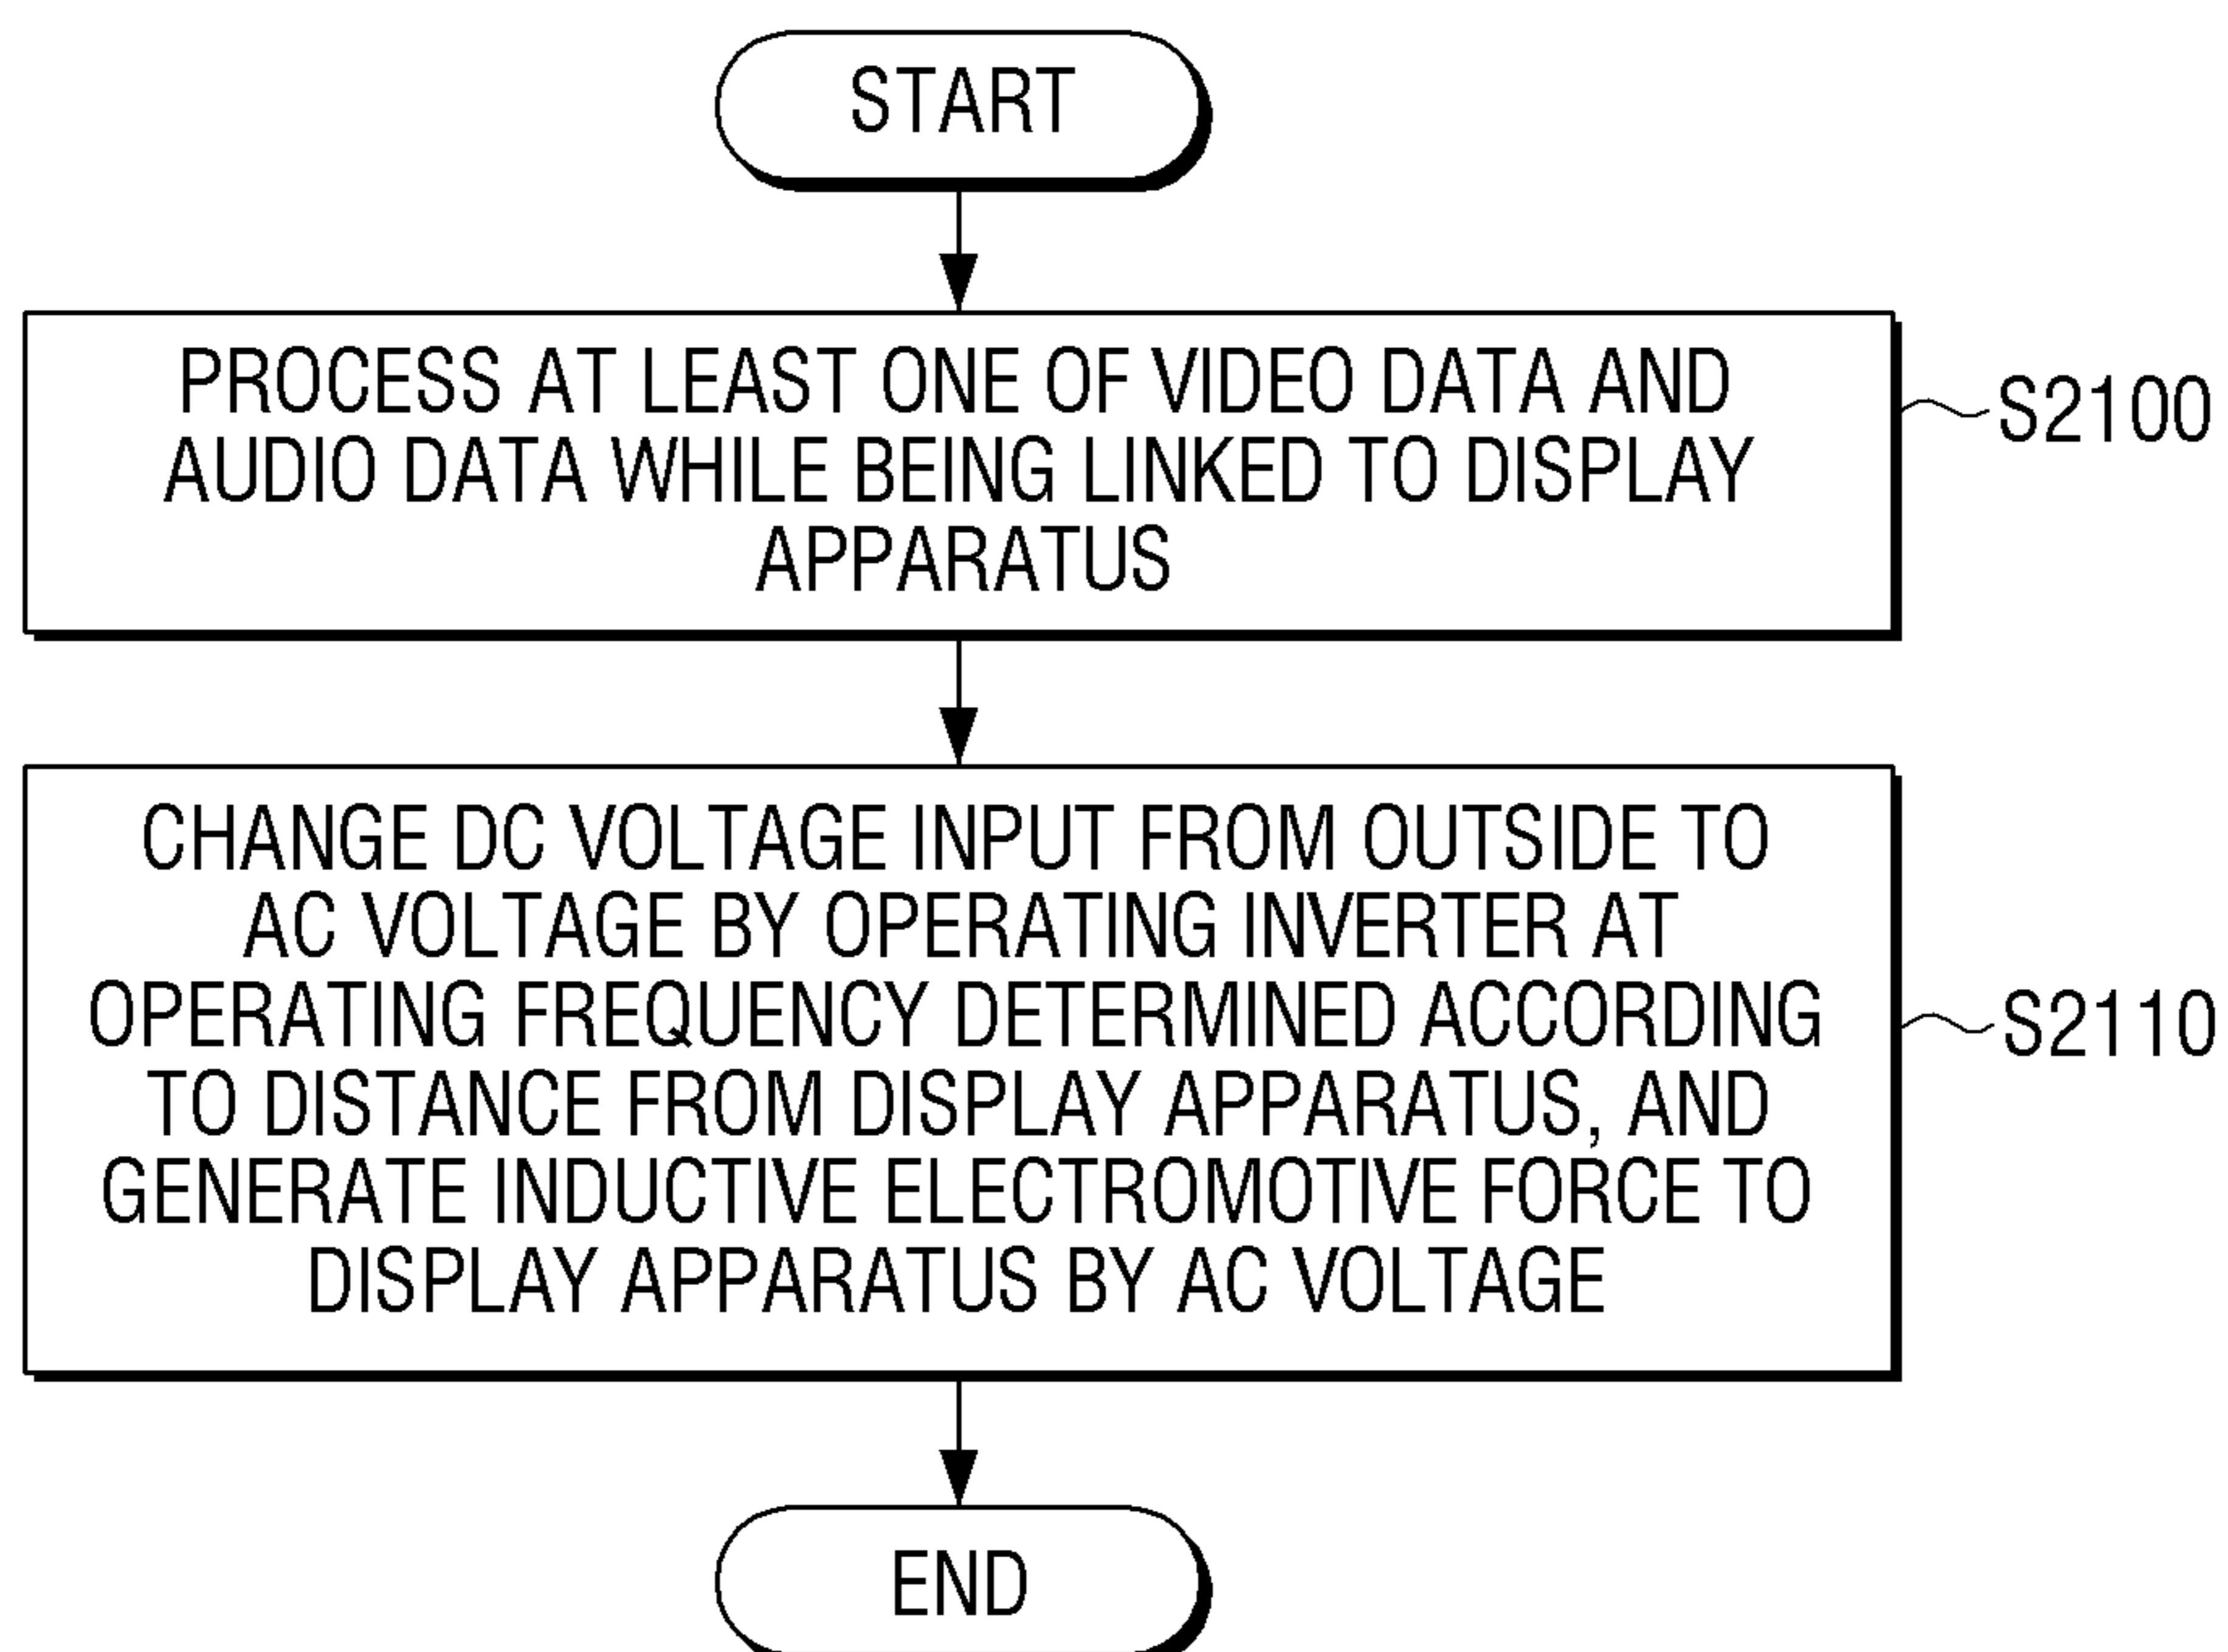 START
PROCESS AT LEAST ONE OF VIDEO DATA AND
AUDIO DATA WHILE BEING LINKED TO DISPLAY
APPARATUS
S2100
CHANGE DC VOLTAGE INPUT FROM OUTSIDE TO
AC VOLTAGE BY OPERATING INVERTER AT
OPERATING FREQUENCY DETERMINED ACCORDING
TO DISTANCE FROM DISPLAY APPARATUS, AND
GENERATE INDUCTIVE ELECTROMOTIVE FORCE TO
DISPLAY APPARATUS BY AC VOLTAGE
S2110
END